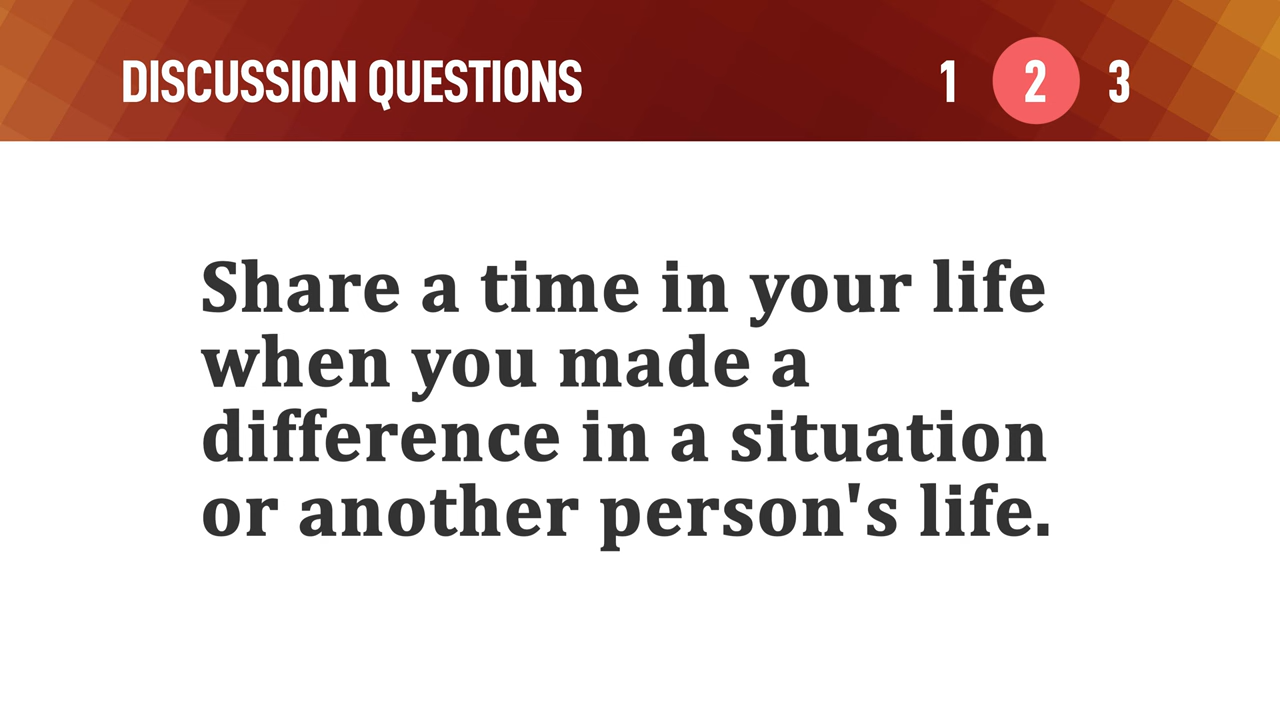 DISCUSSION QUESTIONS 1 2 3
Share a time in your life
when you made a
difference in a situation
or another person's life.